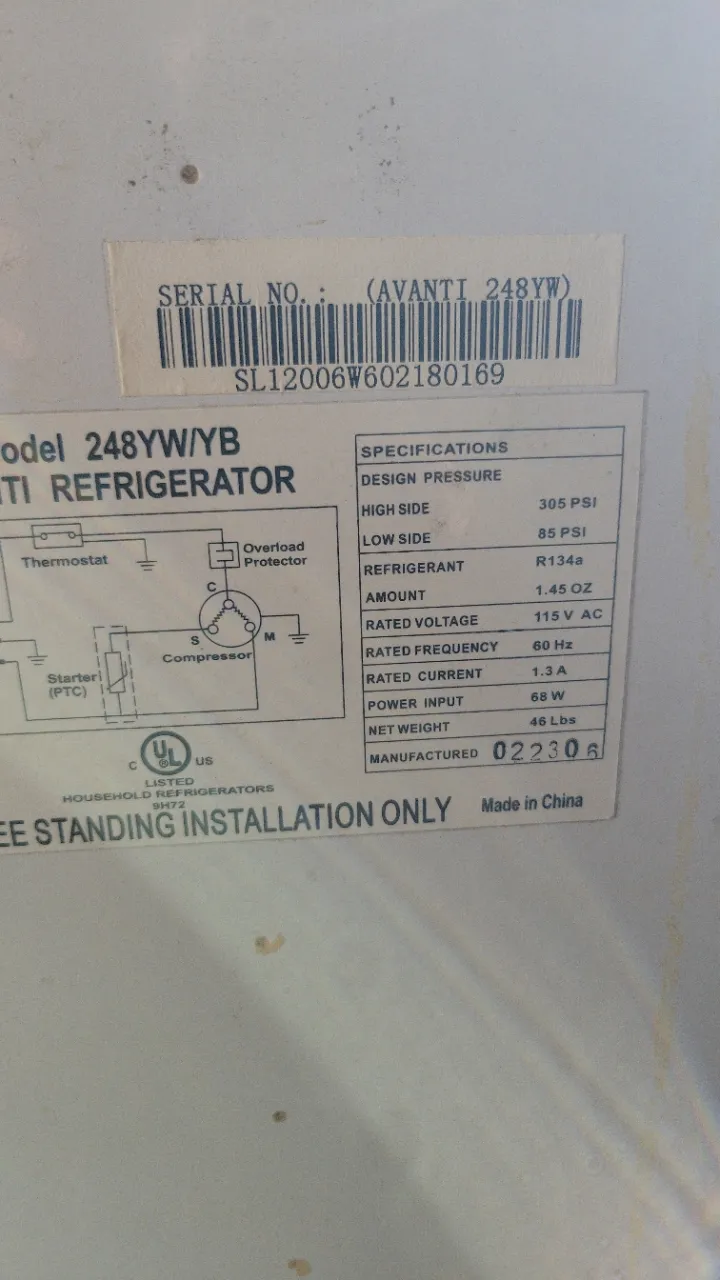 SERIAL NO.: (AVANTI 248YW)
SL12006W602180169
odel 248YW/YB
TI REFRIGERATOR
Thermostat
Overload
Protector
C
S
M
Compressor
Starter
(PTC)
C UL US
®
LISTED
HOUSEHOLD REFRIGERATORS
9H72
EE STANDING INSTALLATION ONLY
SPECIFICATIONS
DESIGN PRESSURE
HIGH SIDE 305 PSI
LOW SIDE 85 PSI
REFRIGERANT R134a
AMOUNT 1.45 OZ
RATED VOLTAGE 115 V AC
RATED FREQUENCY 60 Hz
RATED CURRENT 1.3 A
POWER INPUT 68 W
NET WEIGHT 46 Lbs
MANUFACTURED 022306
Made in China